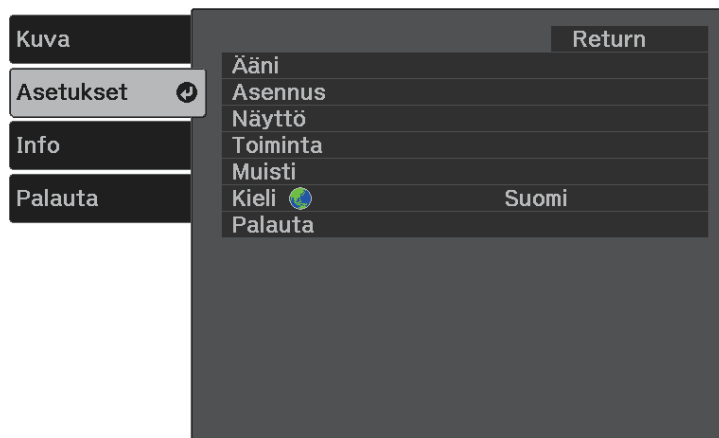 Kuva
Asetukset
Info
Palauta
Return
Ääni
Asennus
Näyttö
Toiminta
Muisti
Kieli Suomi
Palauta